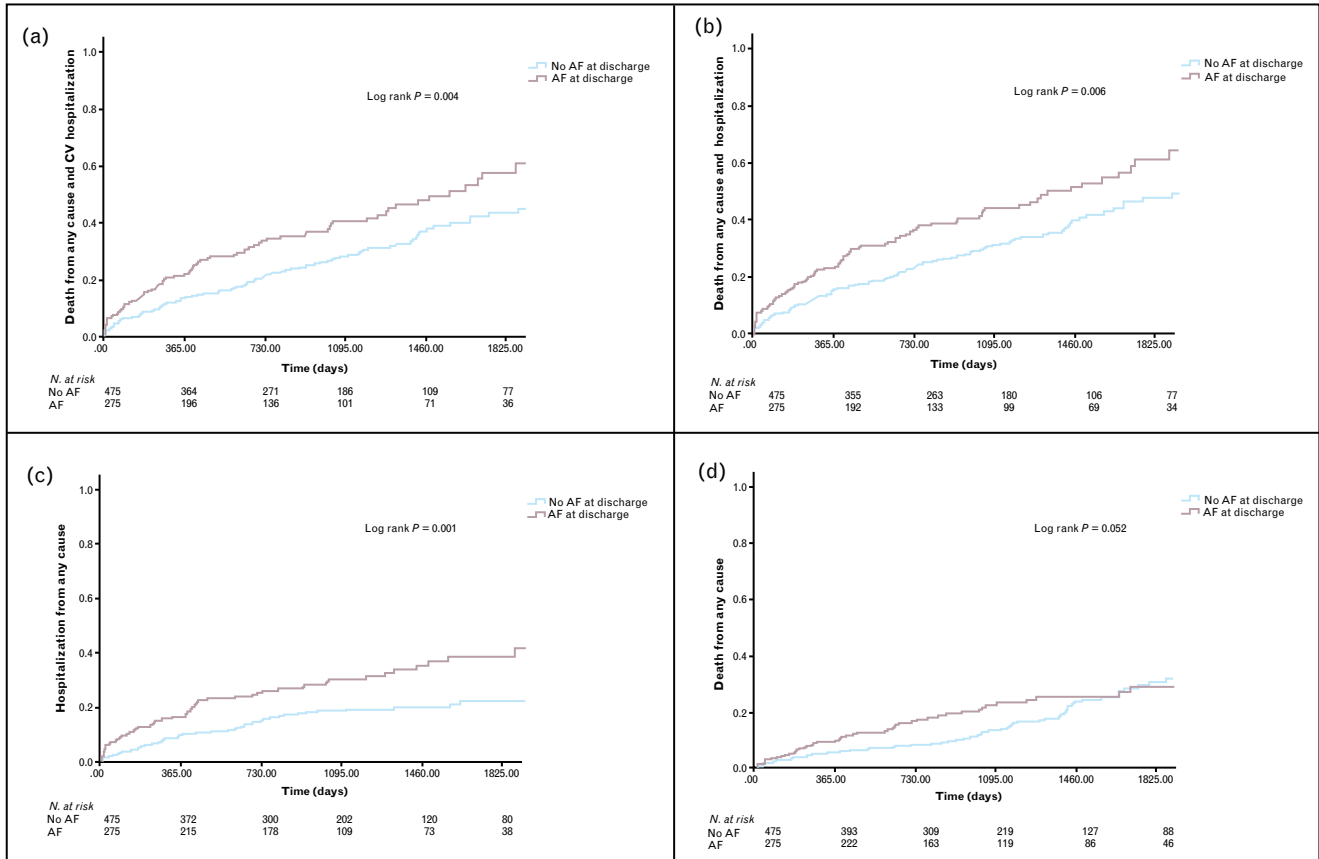 (a)
Death from any cause and CV hospitalization
1.0
0.8
0.6
0.4
0.2
0.0
No AF at discharge
AF at discharge
Log rank P = 0.004
.00 365.00 730.00 1095.00 1460.00 1825.00
Time (days)
N. at risk
No AF 475 364 271 186 109 77
AF 275 196 136 101 71 36
(b)
Death from any cause and hospitalization
1.0
0.8
0.6
0.4
0.2
0.0
No AF at discharge
AF at discharge
Log rank P = 0.006
.00 365.00 730.00 1095.00 1460.00 1825.00
Time (days)
N. at risk
No AF 475 355 263 180 106 77
AF 275 192 133 99 69 34
(c)
Hospitalization from any cause
1.0
0.8
0.6
0.4
0.2
0.0
No AF at discharge
AF at discharge
Log rank P = 0.001
.00 365.00 730.00 1095.00 1460.00 1825.00
Time (days)
N. at risk
No AF 475 372 300 202 120 80
AF 275 215 178 109 73 38
(d)
Death from any cause
1.0
0.8
0.6
0.4
0.2
0.0
No AF at discharge
AF at discharge
Log rank P = 0.052
.00 365.00 730.00 1095.00 1460.00 1825.00
Time (days)
N. at risk
No AF 475 393 309 219 127 88
AF 275 222 163 119 86 46